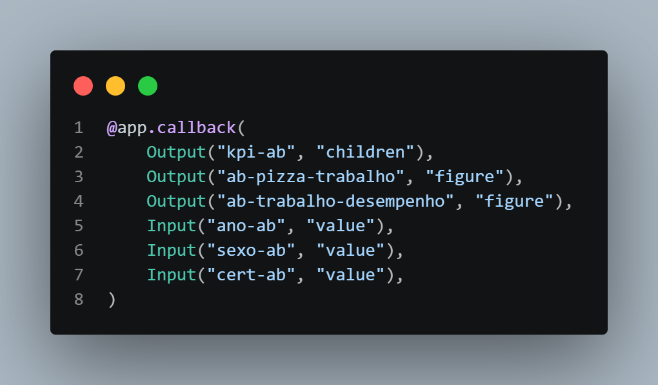 1 @app.callback(
2     Output("kpi-ab", "children"),
3     Output("ab-pizza-trabalho", "figure"),
4     Output("ab-trabalho-desempenho", "figure"),
5     Input("ano-ab", "value"),
6     Input("sexo-ab", "value"),
7     Input("cert-ab", "value"),
8 )